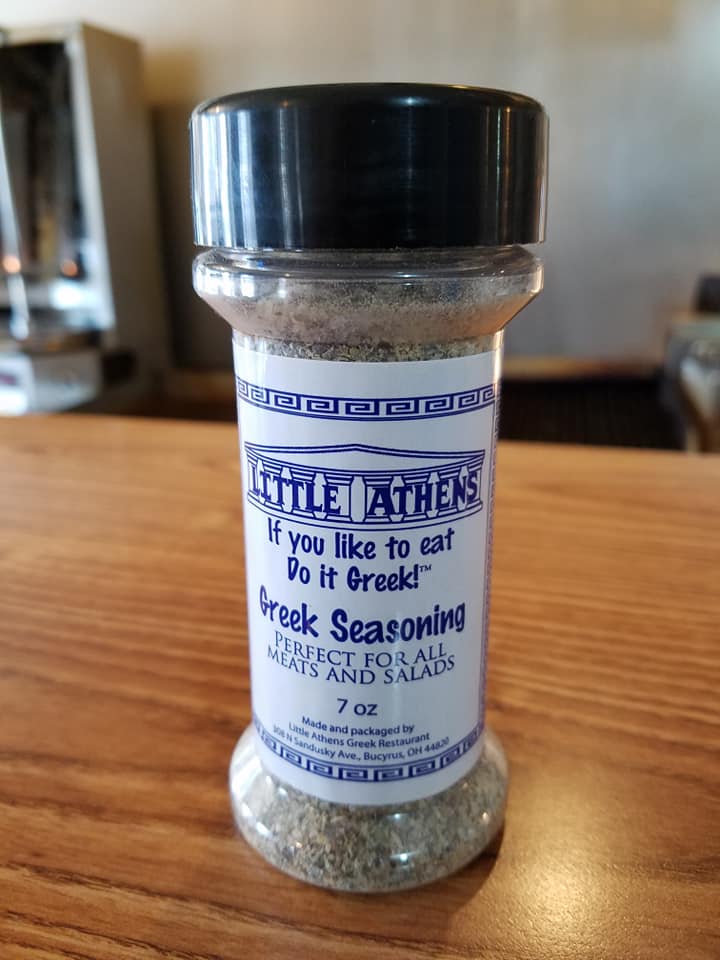 LITTLE ATHENS
If you like to eat
Do it Greek!™
Greek Seasoning
PERFECT FOR ALL
MEATS AND SALADS
7 oz
Made and packaged by
Little Athens Greek Restaurant
308 N Sandusky Ave., Bucyrus, OH 44820